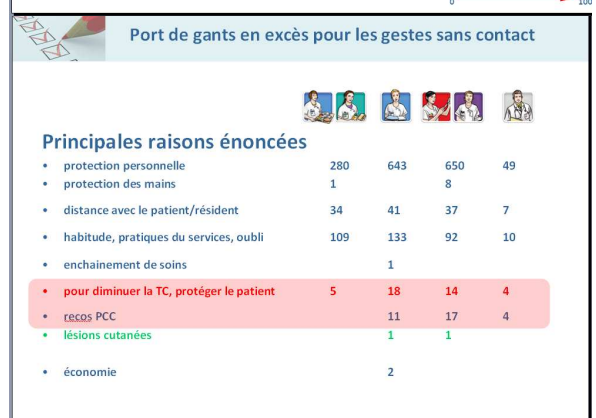 0
100
Port de gants en excès pour les gestes sans contact
Principales raisons énoncées
• protection personnelle 280 643 650 49
• protection des mains 1 8
• distance avec le patient/résident 34 41 37 7
• habitude, pratiques du services, oubli 109 133 92 10
• enchainement de soins 1
• pour diminuer la TC, protéger le patient 5 18 14 4
• recos PCC 11 17 4
• lésions cutanées 1 1
• économie 2